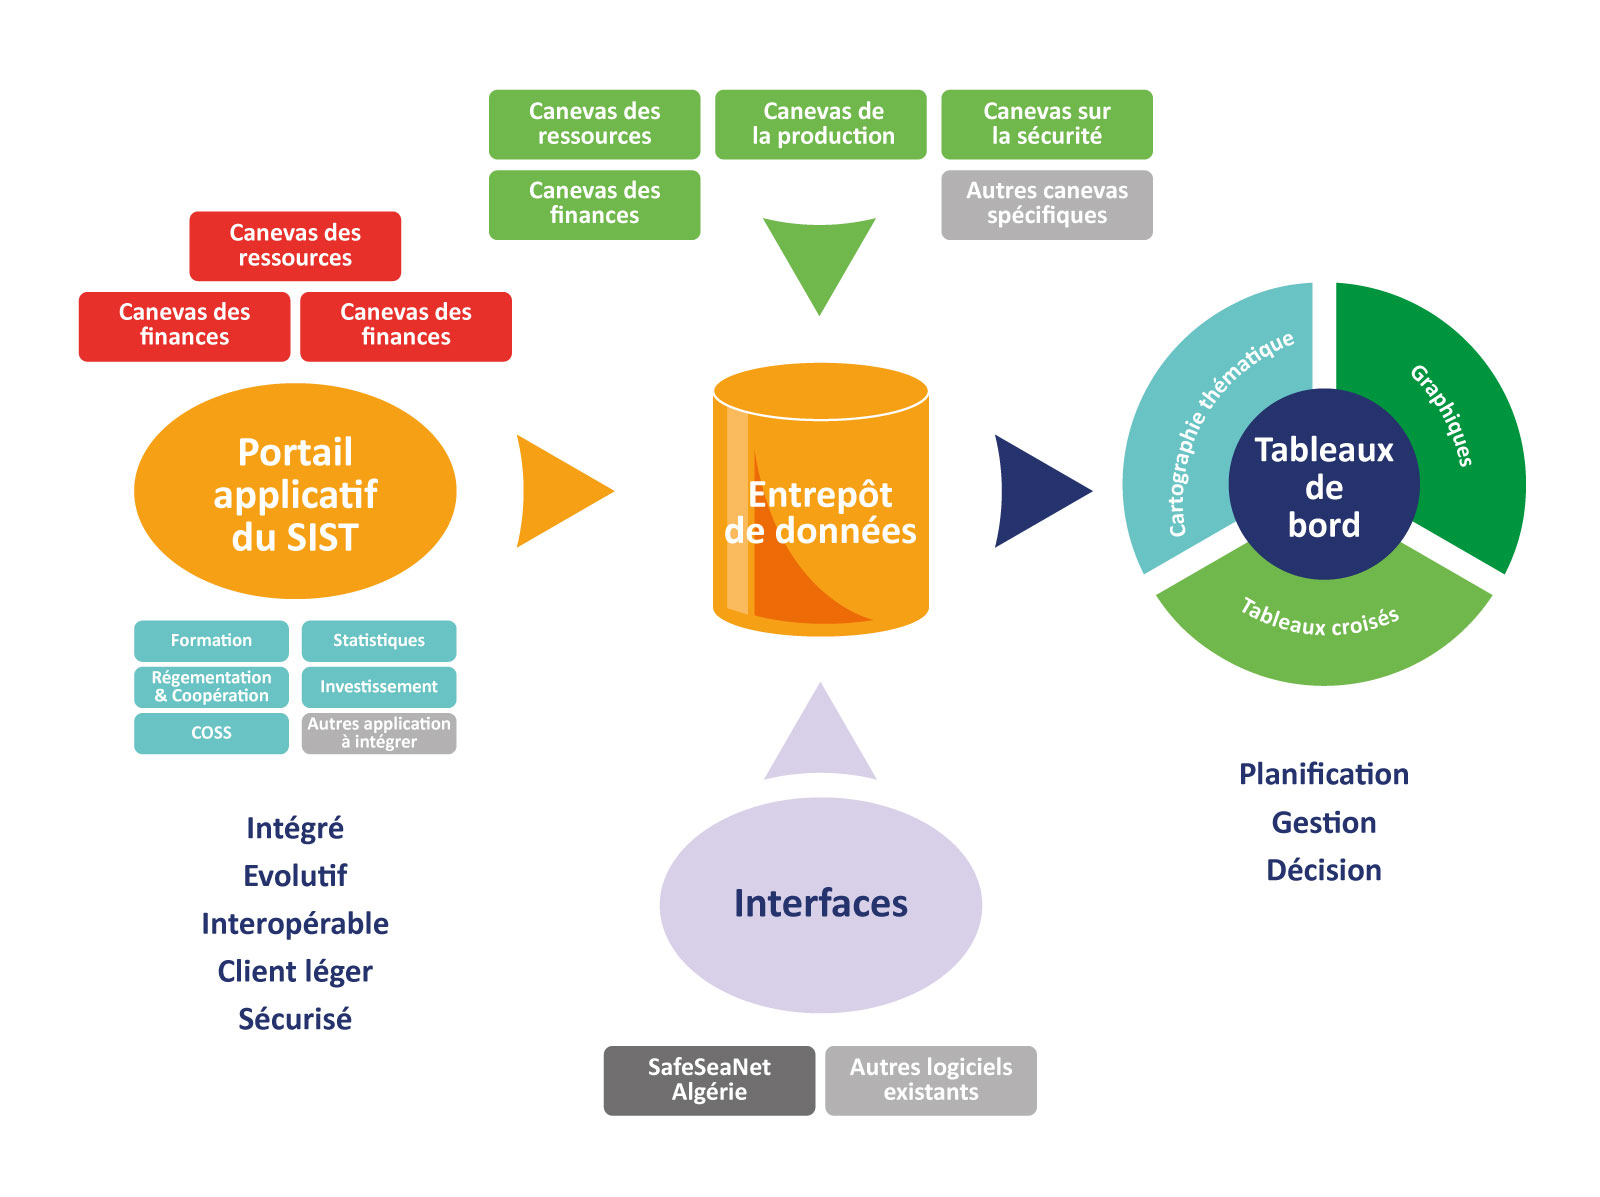 Canevas des
ressources
Canevas de
la production
Canevas sur
la sécurité
Canevas des
finances
Autres canevas
spécifiques
Canevas des
ressources
Canevas des
finances
Canevas des
finances
Portail
applicatif
du SIST
Formation
Statistiques
Régementation
& Coopération
Investissement
COSS
Autres application
à intégrer
Intégré
Evolutif
Interopérable
Client léger
Sécurisé
Entrepôt
de données
Interfaces
SafeSeaNet
Algérie
Autres logiciels
existants
Cartographie thématique
Graphiques
Tableaux
de
bord
Tableaux croisés
Planification
Gestion
Décision